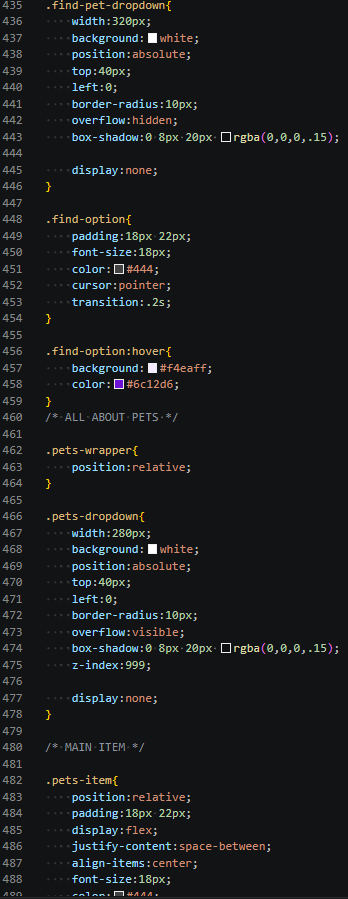 435 .find-pet-dropdown{
436 width:320px;
437 background:white;
438 position:absolute;
439 top:40px;
440 left:0;
441 border-radius:10px;
442 overflow:hidden;
443 box-shadow:0 8px 20px rgba(0,0,0,.15);
444
445 display:none;
446 }
447
448 .find-option{
449 padding:18px 22px;
450 font-size:18px;
451 color:#444;
452 cursor:pointer;
453 transition:.2s;
454 }
455
456 .find-option:hover{
457 background:#f4eaff;
458 color:#6c12d6;
459 }
460 /* ALL ABOUT PETS */
461
462 .pets-wrapper{
463 position:relative;
464 }
465
466 .pets-dropdown{
467 width:280px;
468 background:white;
469 position:absolute;
470 top:40px;
471 left:0;
472 border-radius:10px;
473 overflow:visible;
474 box-shadow:0 8px 20px rgba(0,0,0,.15);
475 z-index:999;
476
477 display:none;
478 }
479
480 /* MAIN ITEM */
481
482 .pets-item{
483 position:relative;
484 padding:18px 22px;
485 display:flex;
486 justify-content:space-between;
487 align-items:center;
488 font-size:18px;
489 color:#444;